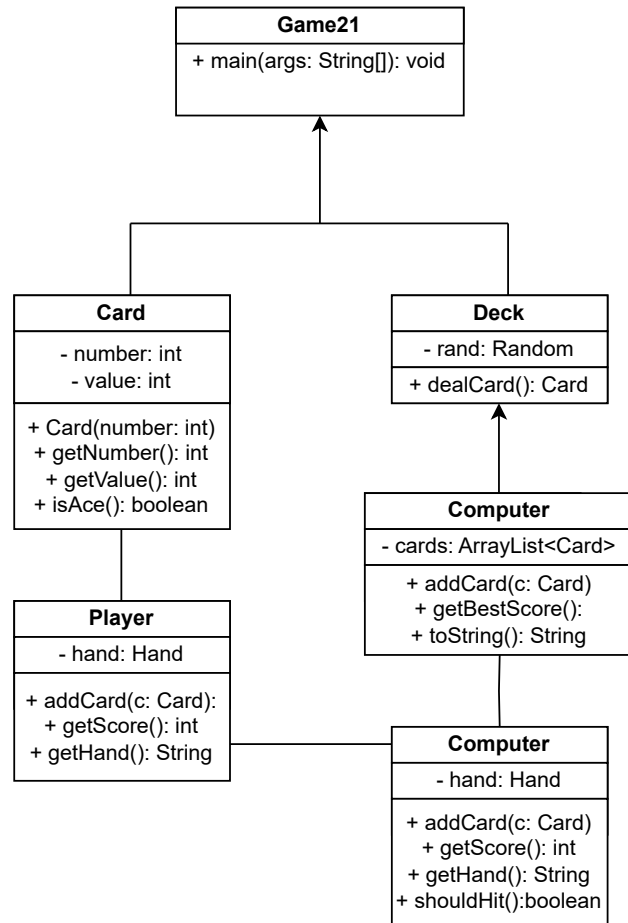 Game21
+ main(args: String[]): void
Card
- number: int
- value: int
+ Card(number: int)
+ getNumber(): int
+ getValue(): int
+ isAce(): boolean
Deck
- rand: Random
+ dealCard(): Card
Computer
- cards: ArrayList<Card>
+ addCard(c: Card)
+ getBestScore():
+ toString(): String
Player
- hand: Hand
+ addCard(c: Card):
+ getScore(): int
+ getHand(): String
Computer
- hand: Hand
+ addCard(c: Card)
+ getScore(): int
+ getHand(): String
+ shouldHit():boolean